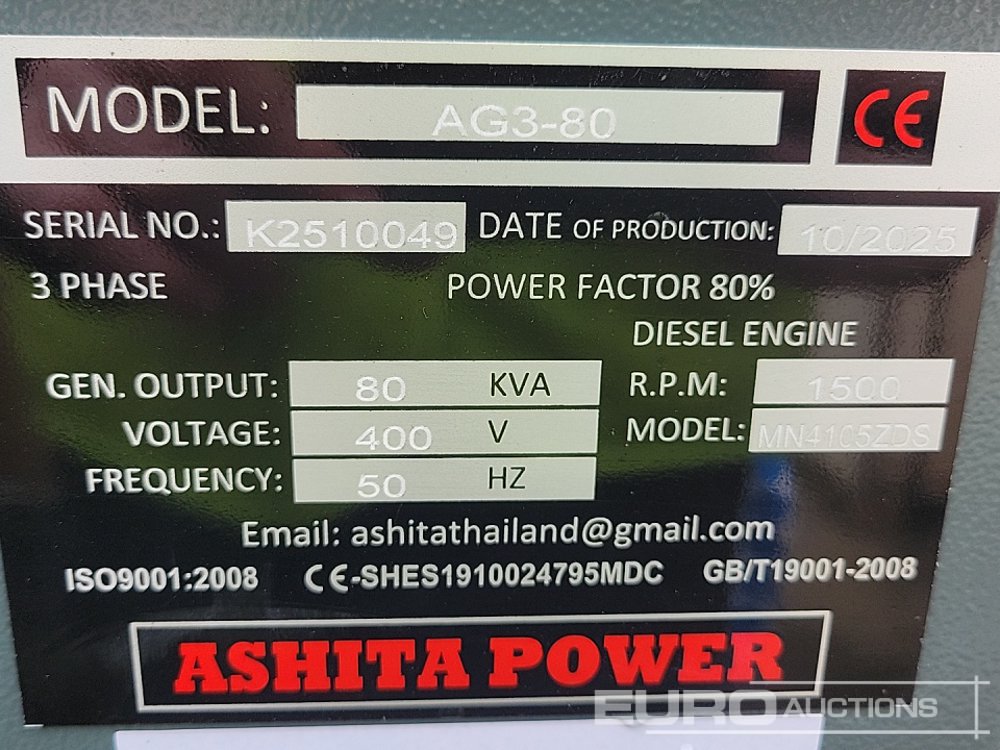 MODEL: AG3-80 CE
SERIAL NO.: K2510049 DATE OF PRODUCTION: 10/2025
3 PHASE POWER FACTOR 80%
DIESEL ENGINE
GEN. OUTPUT: 80 KVA R.P.M: 1500
VOLTAGE: 400 V MODEL: MN4105ZDS
FREQUENCY: 50 HZ
Email: ashitathailand@gmail.com
ISO9001:2008 CE-SHES1910024795MDC GB/T19001-2008
ASHITA POWER
EURO AUCTIONS